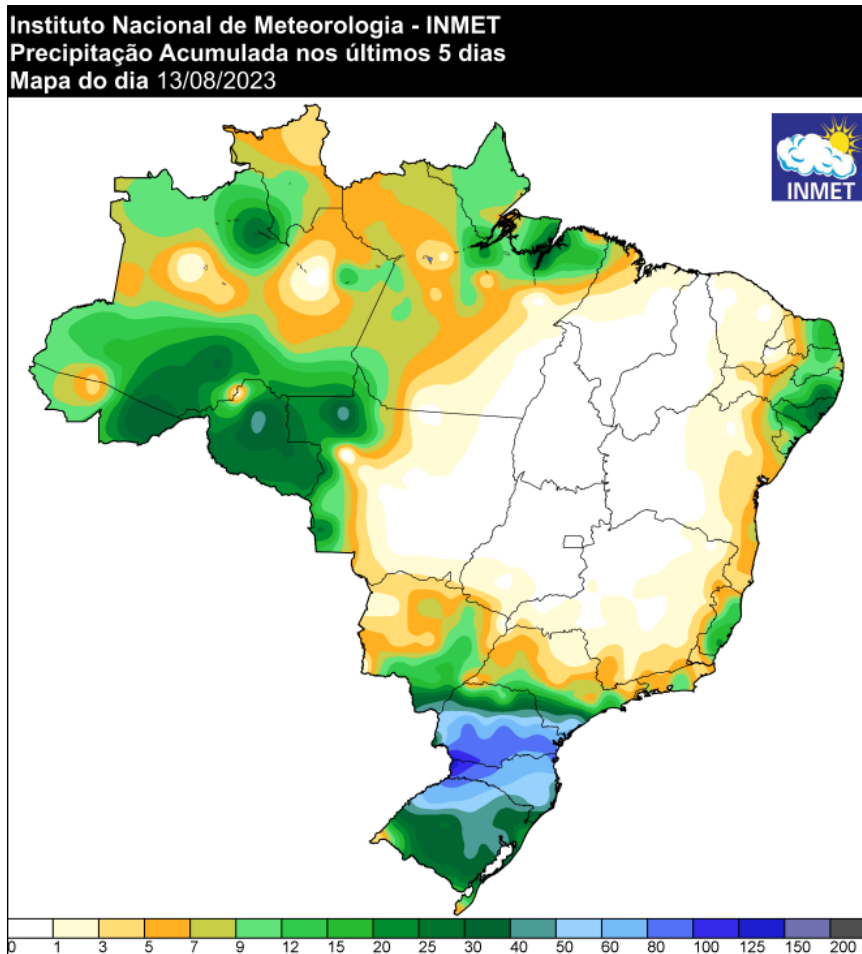 Instituto Nacional de Meteorologia - INMET
Precipitação Acumulada nos últimos 5 dias
Mapa do dia 13/08/2023
INMET
0 1 3 5 7 9 12 15 20 25 30 40 50 60 80 100 125 150 200